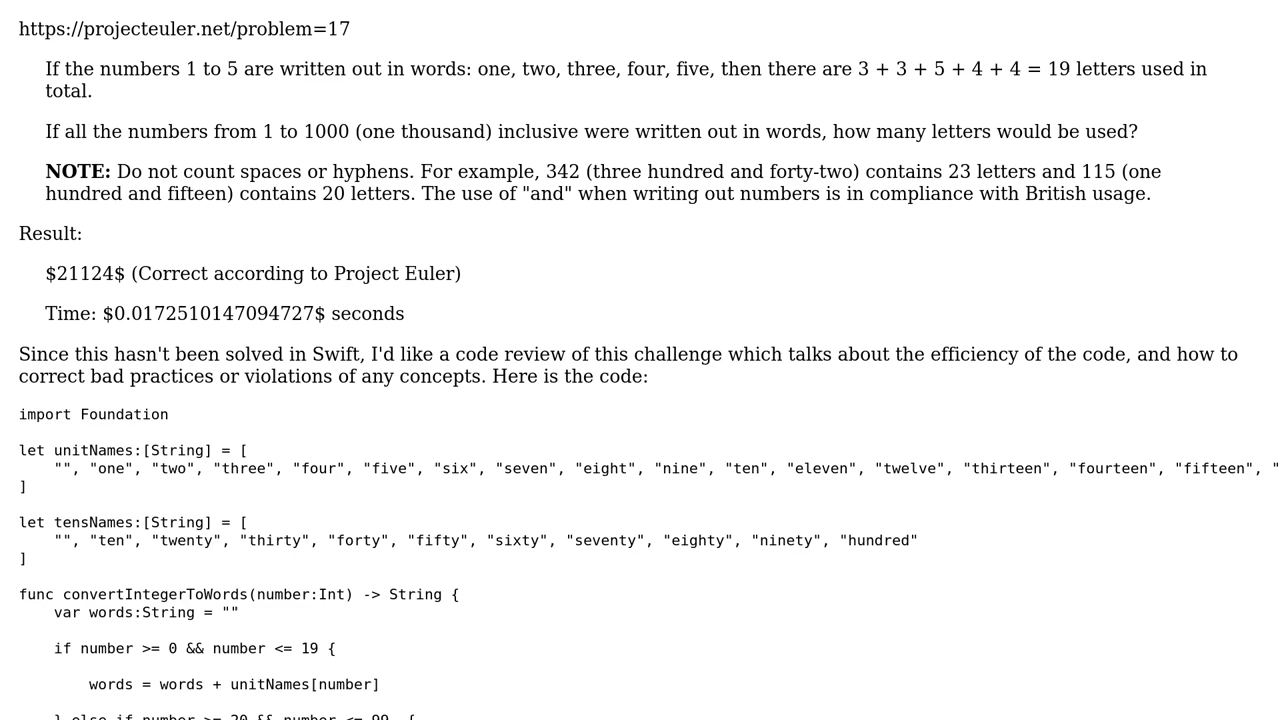 https://projecteuler.net/problem=17
If the numbers 1 to 5 are written out in words: one, two, three, four, five, then there are 3 + 3 + 5 + 4 + 4 = 19 letters used in
total.
If all the numbers from 1 to 1000 (one thousand) inclusive were written out in words, how many letters would be used?
NOTE: Do not count spaces or hyphens. For example, 342 (three hundred and forty-two) contains 23 letters and 115 (one
hundred and fifteen) contains 20 letters. The use of "and" when writing out numbers is in compliance with British usage.
Result:
$21124$ (Correct according to Project Euler)
Time: $0.0172510147094727$ seconds
Since this hasn't been solved in Swift, I'd like a code review of this challenge which talks about the efficiency of the code, and how to
correct bad practices or violations of any concepts. Here is the code:
import Foundation
let unitNames:[String] = [
"", "one", "two", "three", "four", "five", "six", "seven", "eight", "nine", "ten", "eleven", "twelve", "thirteen", "fourteen", "fifteen", "
]
let tensNames:[String] = [
"", "ten", "twenty", "thirty", "forty", "fifty", "sixty", "seventy", "eighty", "ninety", "hundred"
]
func convertIntegerToWords(number:Int) -> String {
var words:String = ""
if number >= 0 && number <= 19 {
words = words + unitNames[number]
} else if number >= 20 && number <= 99 {